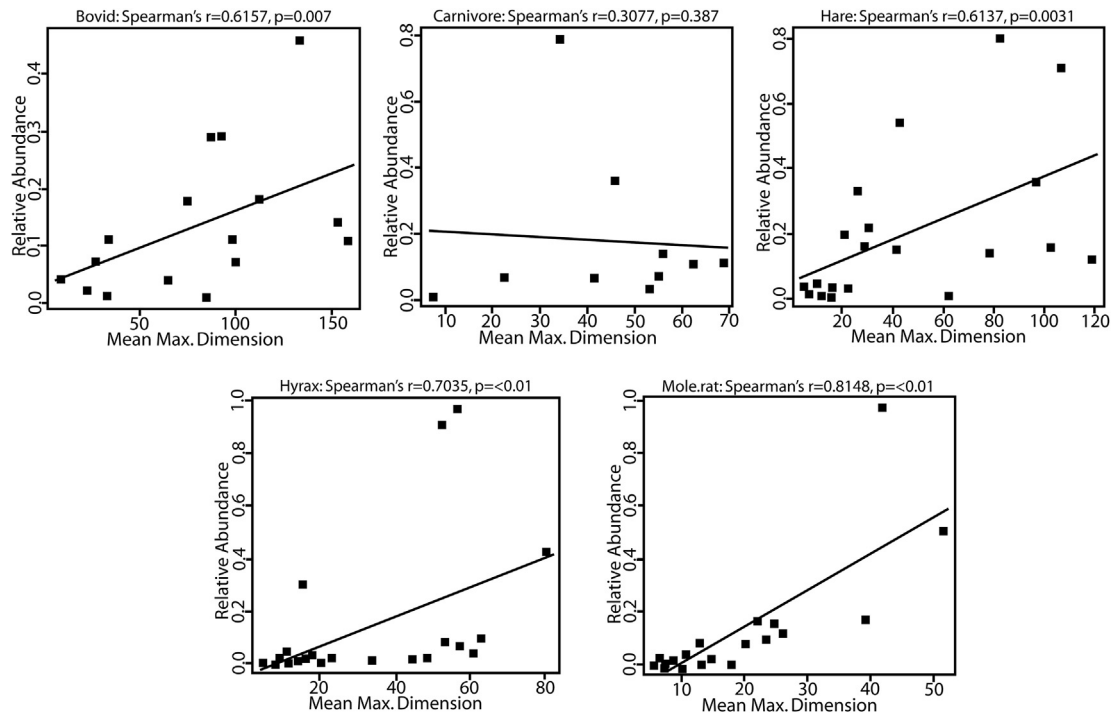 Bovid: Spearman's r=0.6157, p=0.007
Relative Abundance
0.0 0.1 0.2 0.3 0.4
50 100 150
Mean Max. Dimension
Carnivore: Spearman's r=0.3077, p=0.387
Relative Abundance
0.0 0.2 0.4 0.6 0.8
10 20 30 40 50 60 70
Mean Max. Dimension
Hare: Spearman's r=0.6137, p=0.0031
Relative Abundance
0.0 0.2 0.4 0.6 0.8
20 40 60 80 100 120
Mean Max. Dimension
Hyrax: Spearman's r=0.7035, p=<0.01
Relative Abundance
0.0 0.2 0.4 0.6 0.8 1.0
20 40 60 80
Mean Max. Dimension
Mole.rat: Spearman's r=0.8148, p=<0.01
Relative Abundance
0.0 0.2 0.4 0.6 0.8 1.0
10 20 30 40 50
Mean Max. Dimension